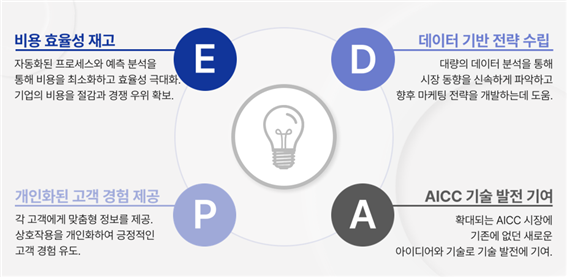 비용 효율성 재고
자동화된 프로세스와 예측 분석을
통해 비용을 최소화하고 효율성 극대화.
기업의 비용을 절감과 경쟁 우위 확보.
E
D
데이터 기반 전략 수립
대량의 데이터 분석을 통해
시장 동향을 신속하게 파악하고
향후 마케팅 전략을 개발하는데 도움.
개인화된 고객 경험 제공
각 고객에게 맞춤형 정보를 제공.
상호작용을 개인화하여 긍정적인
고객 경험 유도.
P
A
AICC 기술 발전 기여
확대되는 AICC 시장에
기존에 없던 새로운
아이디어와 기술로 기술 발전에 기여.